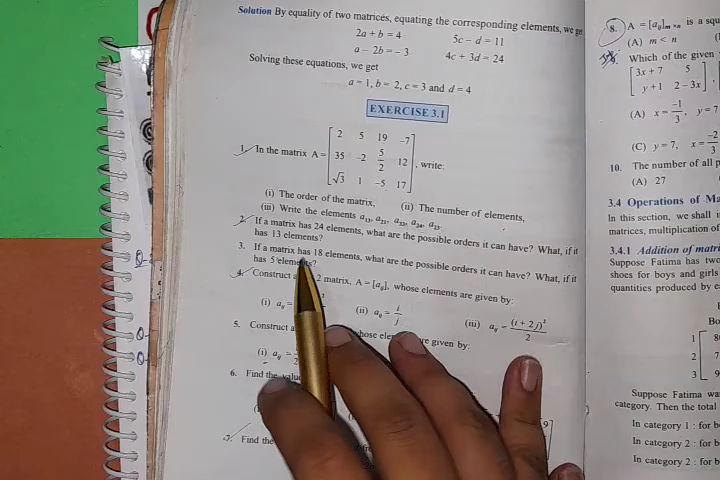 Solution By equality of two matrices, equating the corresponding elements, we get
2a + b = 4 5c – d = 11
a – 2b = – 3 4c + 3d = 24
Solving these equations, we get
a = 1, b = 2, c = 3 and d = 4
EXERCISE 3.1
1. In the matrix A = [2 5 19 –7
35 –2 5/2 12
√3 1 –5 17], write:
(i) The order of the matrix, (ii) The number of elements,
(iii) Write the elements a₁₃, a₂₁, a₃₃, a₂₄, a₂₃.
2. If a matrix has 24 elements, what are the possible orders it can have? What, if it
has 13 elements?
3. If a matrix has 18 elements, what are the possible orders it can have? What, if it
has 5 elements?
4. Construct a 2 matrix, A = [aᵢⱼ], whose elements are given by:
(i) aᵢⱼ = (ii) aᵢⱼ = i/j (iii) aᵢⱼ = (i + 2j)²/2
5. Construct a whose given by:
(i) aᵢⱼ =
6. Find the
7. Find the
8. A = [aᵢⱼ]ₘ ×ₙ is a squ
(A) m < n
Which of the given
[3x + 7 5
y + 1 2 – 3x],
(A) x = –1/3, y = 7
(C) y = 7, x = –2/3
10. The number of all p
(A) 27
3.4 Operations of Ma
In this section, we shall i
matrices, multiplication of
3.4.1 Addition of matri
Suppose Fatima has two
shoes for boys and girls
quantities produced by e
Bo
1 [8
2 7
3 9
Suppose Fatima wa
category. Then the total
In category 1 : for b
In category 2 : for b
In category 2 : for b